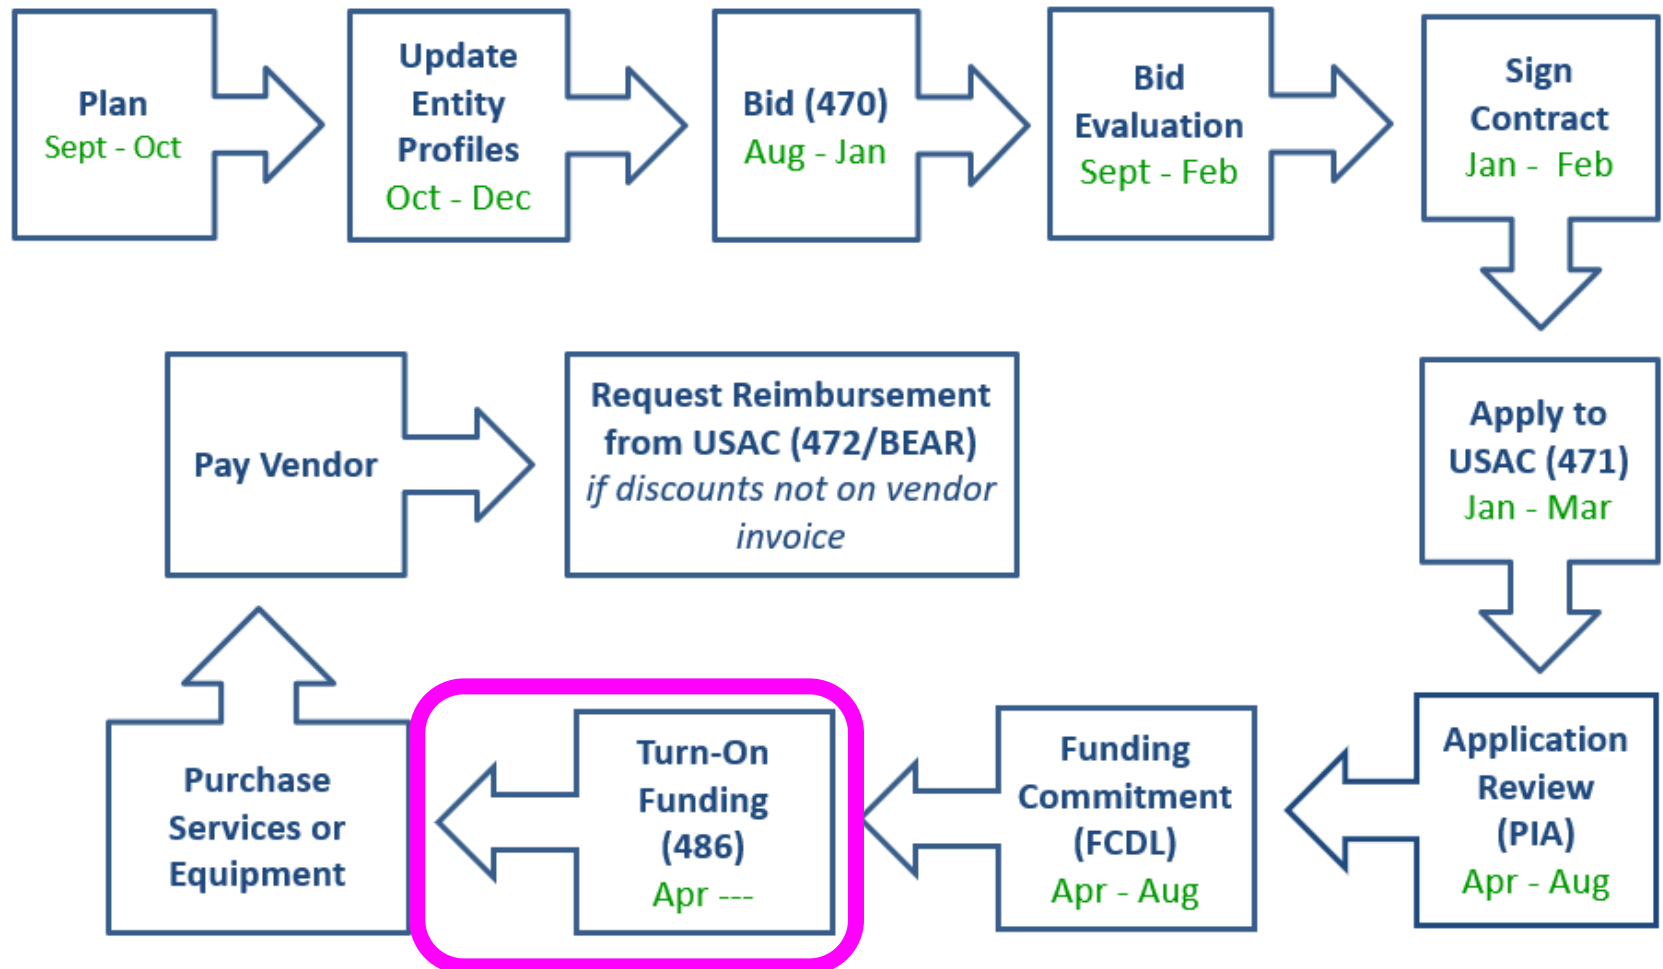 Plan
Sept - Oct
Update
Entity
Profiles
Oct - Dec
Bid (470)
Aug - Jan
Bid
Evaluation
Sept - Feb
Sign
Contract
Jan - Feb
Apply to
USAC (471)
Jan - Mar
Application
Review
(PIA)
Apr - Aug
Funding
Commitment
(FCDL)
Apr - Aug
Turn-On
Funding
(486)
Apr ---
Purchase
Services or
Equipment
Pay Vendor
Request Reimbursement
from USAC (472/BEAR)
if discounts not on vendor
invoice